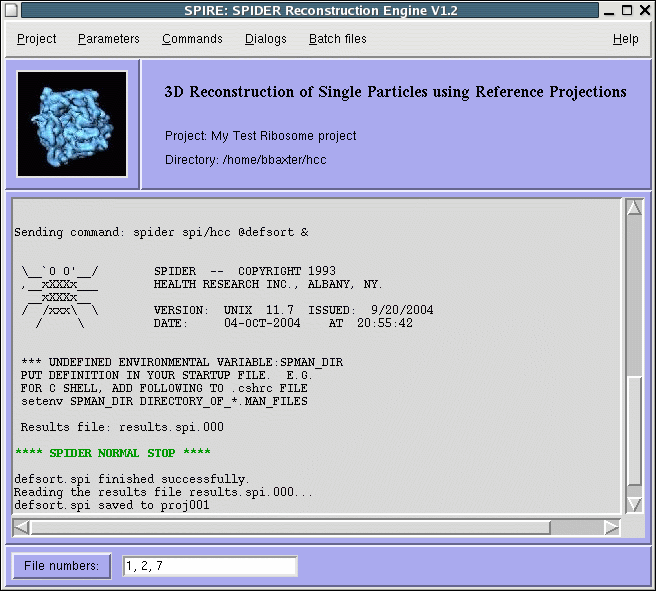 SPIRE: SPIDER Reconstruction Engine V1.2
Project Parameters Commands Dialogs Batch files Help
3D Reconstruction of Single Particles using Reference Projections
Project: My Test Ribosome project
Directory: /home/bbaxter/hcc
Sending command: spider spi/hcc @defsort &
\__`O O'__/        SPIDER  --  COPYRIGHT 1993
,__xXXXx___        HEALTH RESEARCH INC., ALBANY, NY.
__xXXXx__
/  /xxx\  \        VERSION:  UNIX  11.7  ISSUED:  9/20/2004
/     \          DATE:     04-OCT-2004    AT  20:55:42
*** UNDEFINED ENVIRONMENTAL VARIABLE:SPMAN_DIR
PUT DEFINITION IN YOUR STARTUP FILE.  E.G.
FOR C SHELL, ADD FOLLOWING TO .cshrc FILE
setenv SPMAN_DIR DIRECTORY_OF_*.MAN_FILES
Results file: results.spi.000
**** SPIDER NORMAL STOP ****
defsort.spi finished successfully.
Reading the results file results.spi.000...
defsort.spi saved to proj001
File numbers: 1, 2, 7